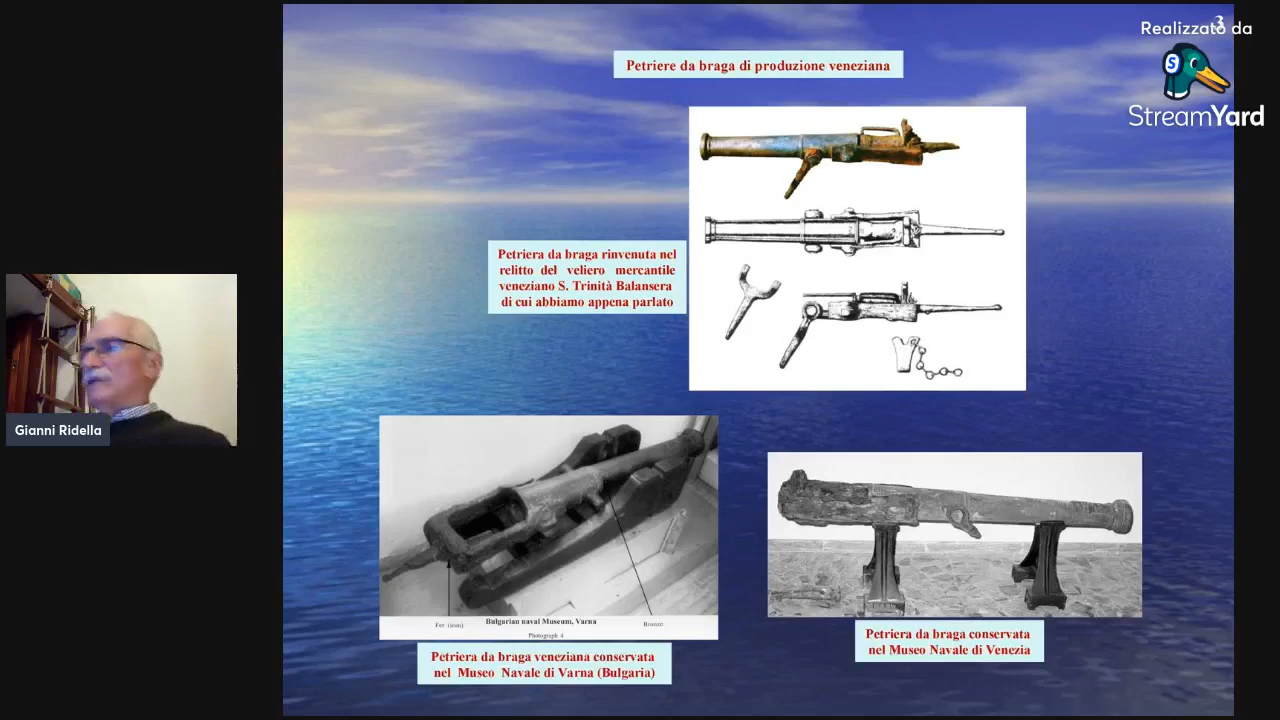 3
Realizzato da
StreamYard
Petriere da braga di produzione veneziana
Petriera da braga rinvenuta nel
relitto del veliero mercantile
veneziano S. Trinità Balansera
di cui abbiamo appena parlato
Gianni Ridella
Fer (iron)
Bulgarian naval Museum, Varna
Bronze
Photograph 4
Petriera da braga veneziana conservata
nel Museo Navale di Varna (Bulgaria)
Petriera da braga conservata
nel Museo Navale di Venezia